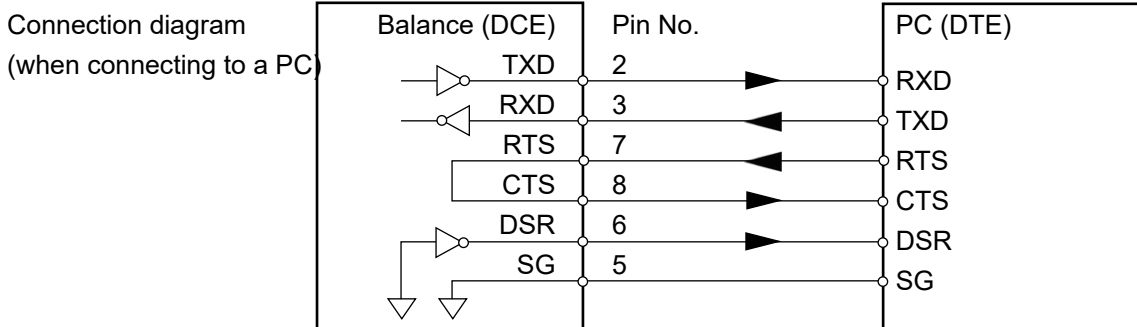 Connection diagram
(when connecting to a PC)
Balance (DCE) Pin No. PC (DTE)
TXD 2 RXD
RXD 3 TXD
RTS 7 RTS
CTS 8 CTS
DSR 6 DSR
SG 5 SG